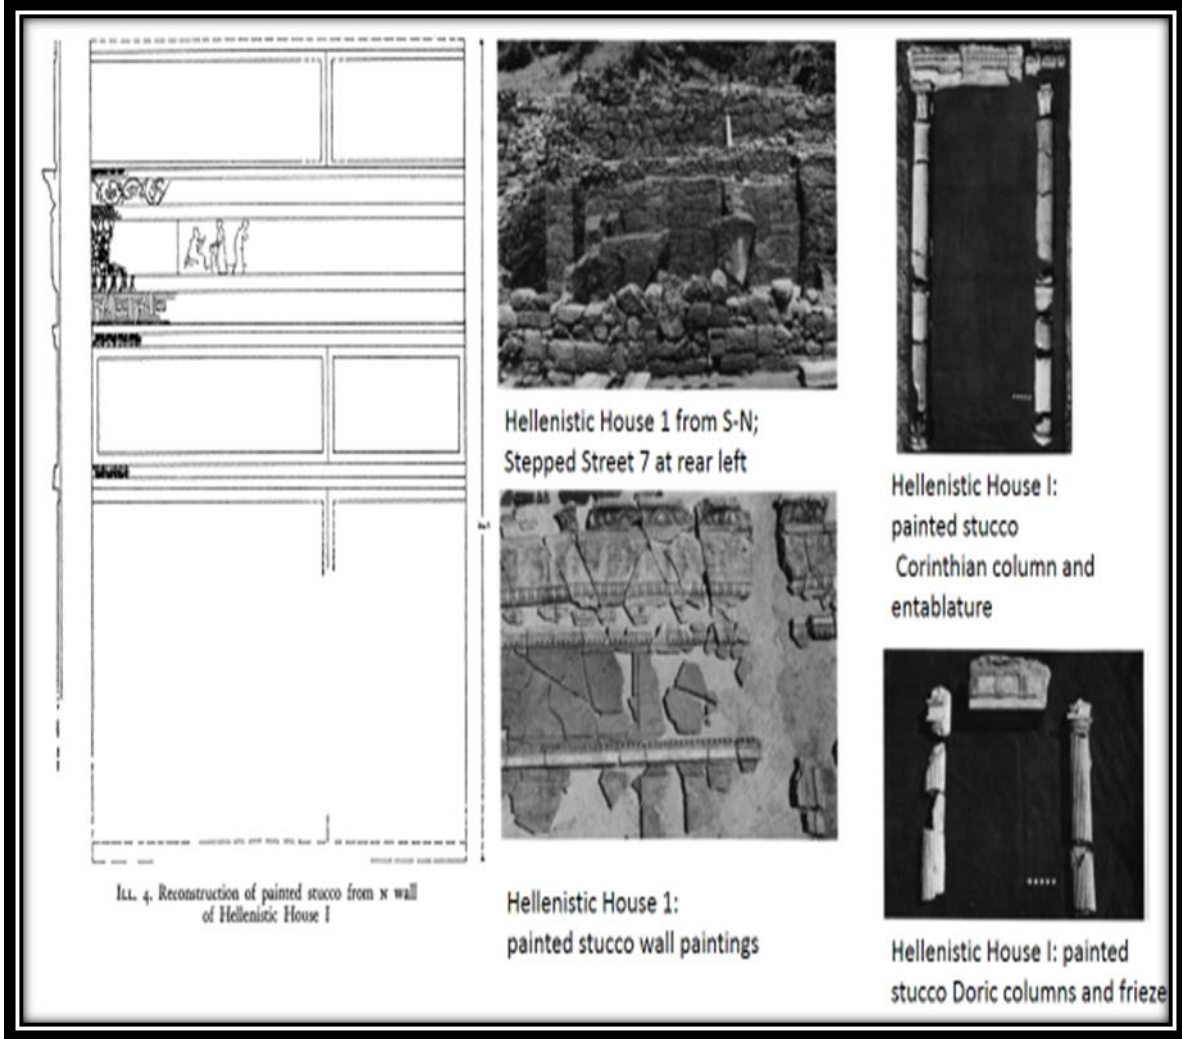 Hellenistic House 1 from S-N;
Stepped Street 7 at rear left
Hellenistic House I:
painted stucco
Corinthian column and
entablature
ILL. 4. Reconstruction of painted stucco from N wall
of Hellenistic House I
Hellenistic House 1:
painted stucco wall paintings
Hellenistic House I: painted
stucco Doric columns and frieze